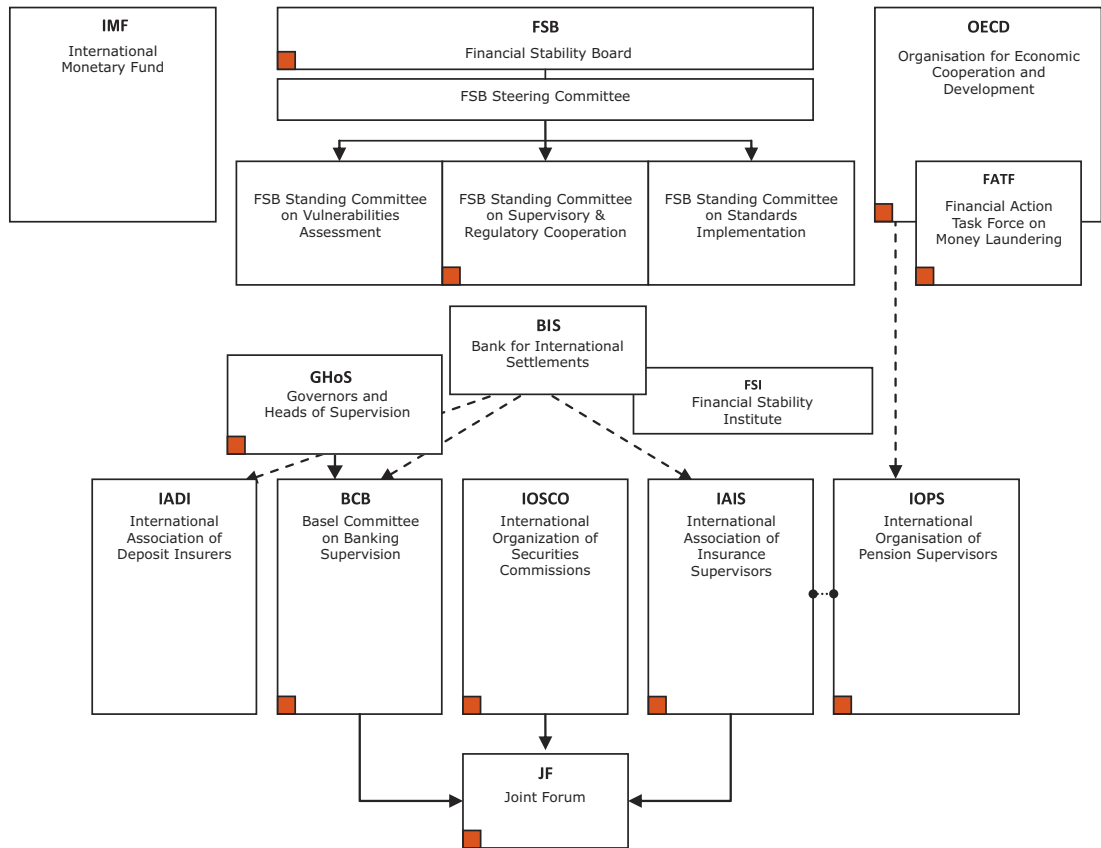 IMF
International
Monetary Fund
FSB
Financial Stability Board
FSB Steering Committee
OECD
Organisation for Economic
Cooperation and
Development
FSB Standing Committee
on Vulnerabilities
Assessment
FSB Standing Committee
on Supervisory &
Regulatory Cooperation
FSB Standing Committee
on Standards
Implementation
FATF
Financial Action
Task Force on
Money Laundering
BIS
Bank for International
Settlements
GHoS
Governors and
Heads of Supervision
FSI
Financial Stability
Institute
IADI
International
Association of
Deposit Insurers
BCB
Basel Committee
on Banking
Supervision
IOSCO
International
Organization of
Securities
Commissions
IAIS
International
Association of
Insurance
Supervisors
IOPS
International
Organisation of
Pension Supervisors
JF
Joint Forum